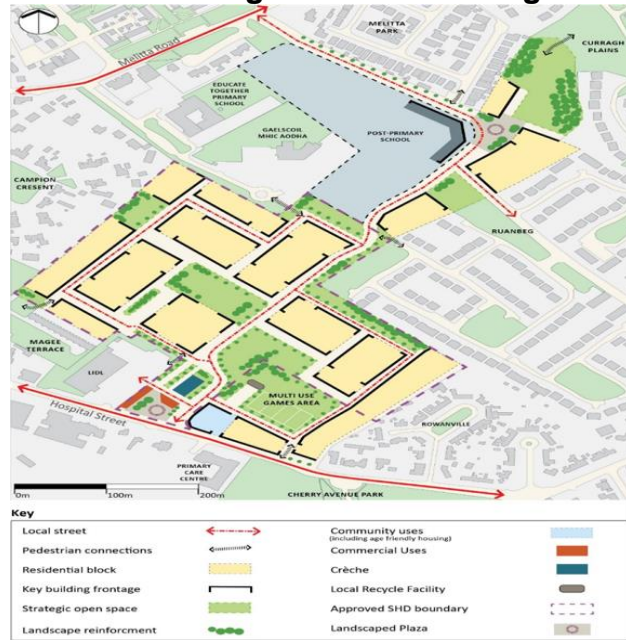 MELITTA
PARK
Melitta Road
CURRAGH
PLAINS
EDUCATE
TOGETHER
PRIMARY
SCHOOL
GAELSCOIL
MHIC AODHA
POST-PRIMARY
SCHOOL
CAMPION
CRESENT
RUANBEG
MAGEE
TERRACE
LIDL
MULTI USE
GAMES AREA
Hospital Street
ROWANVILLE
PRIMARY
CARE
CENTRE
CHERRY AVENUE PARK
0m 100m 200m
Key
Local street
Pedestrian connections
Residential block
Key building frontage
Strategic open space
Landscape reinforcment
Community uses
(including age friendly housing)
Commercial Uses
Crèche
Local Recycle Facility
Approved SHD boundary
Landscaped Plaza